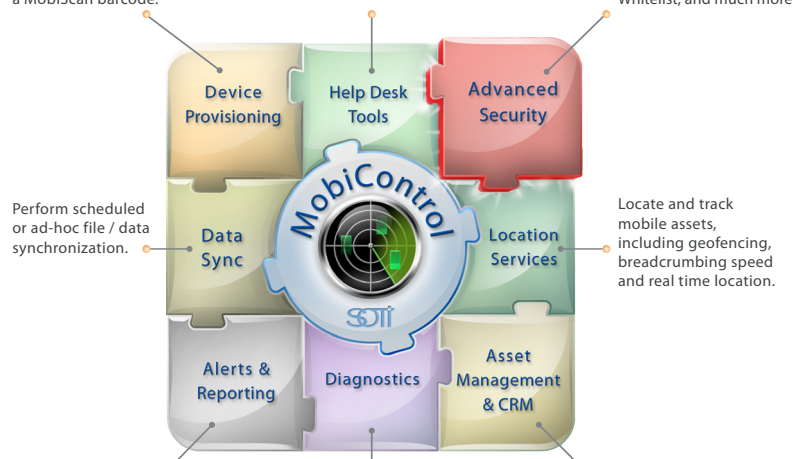 a MobiScan barcode.
Whitelist, and much more
Device
Provisioning
Help Desk
Tools
Advanced
Security
Perform scheduled
or ad-hoc file / data
synchronization.
Data
Sync
MobiControl
SOTI
Location
Services
Locate and track
mobile assets,
including geofencing,
breadcrumbing speed
and real time location.
Alerts &
Reporting
Diagnostics
Asset
Management
& CRM